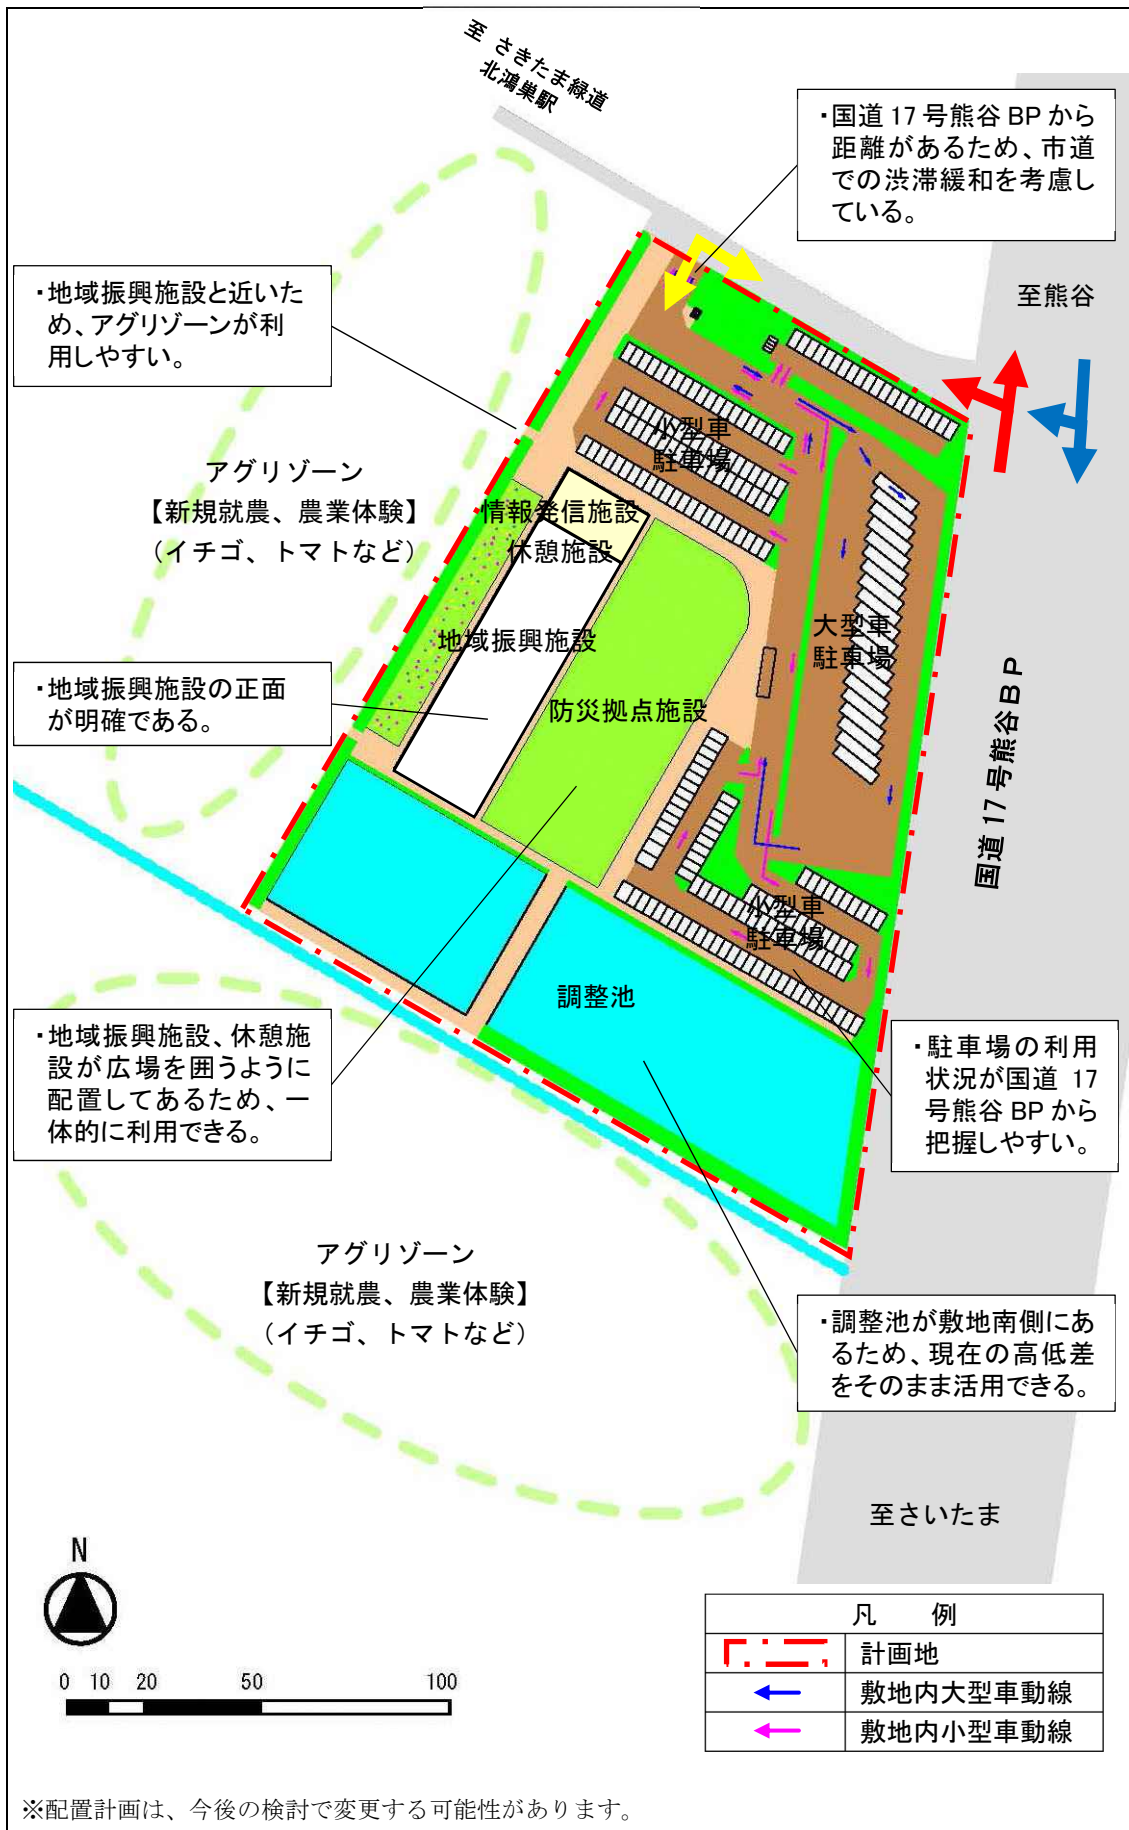 至 さきたま緑道
北鴻巣駅
・国道 17 号熊谷 BP から
距離があるため、市道
での渋滞緩和を考慮し
ている。
至熊谷
・地域振興施設と近いた
め、アグリゾーンが利
用しやすい。
小型車
駐車場
アグリゾーン
【新規就農、農業体験】
（イチゴ、トマトなど）
情報発信施設
休憩施設
大型車
駐車場
地域振興施設
・地域振興施設の正面
が明確である。
防災拠点施設
国道 17 号熊谷ＢＰ
小型車
駐車場
調整池
・地域振興施設、休憩施
設が広場を囲うように
配置してあるため、一
体的に利用できる。
・駐車場の利用
状況が国道 17
号熊谷 BP から
把握しやすい。
アグリゾーン
【新規就農、農業体験】
（イチゴ、トマトなど）
・調整池が敷地南側にあ
るため、現在の高低差
をそのまま活用できる。
至さいたま
N
0 10 20 50 100
凡 例
計画地
敷地内大型車動線
敷地内小型車動線
※配置計画は、今後の検討で変更する可能性があります。